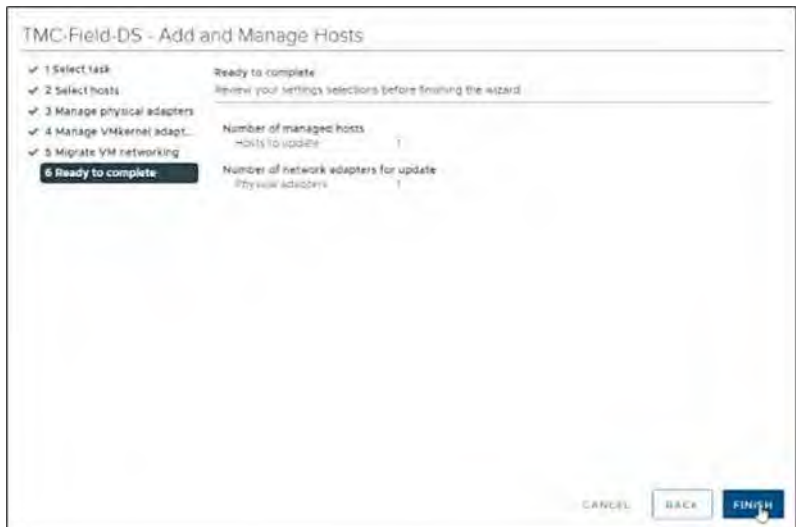 TMC-Field-DS - Add and Manage Hosts
✓ 1 Select task
✓ 2 Select hosts
✓ 3 Manage physical adapters
✓ 4 Manage VMkernel adapt...
✓ 5 Migrate VM networking
6 Ready to complete
Ready to complete
Review your settings selections before finishing the wizard.
Number of managed hosts
Hosts to update 1
Number of network adapters for update
Physical adapters 1
CANCEL
BACK
FINISH